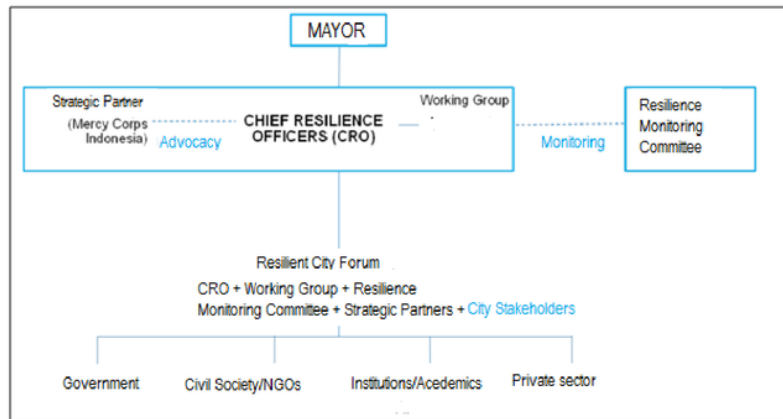 MAYOR
Strategic Partner
(Mercy Corps
Indonesia)
Advocacy
CHIEF RESILIENCE
OFFICERS (CRO)
Working Group
Monitoring
Resilience
Monitoring
Committee
Resilient City Forum
CRO + Working Group + Resilience
Monitoring Committee + Strategic Partners + City Stakeholders
Government
Civil Society/NGOs
Institutions/Acedemics
Private sector